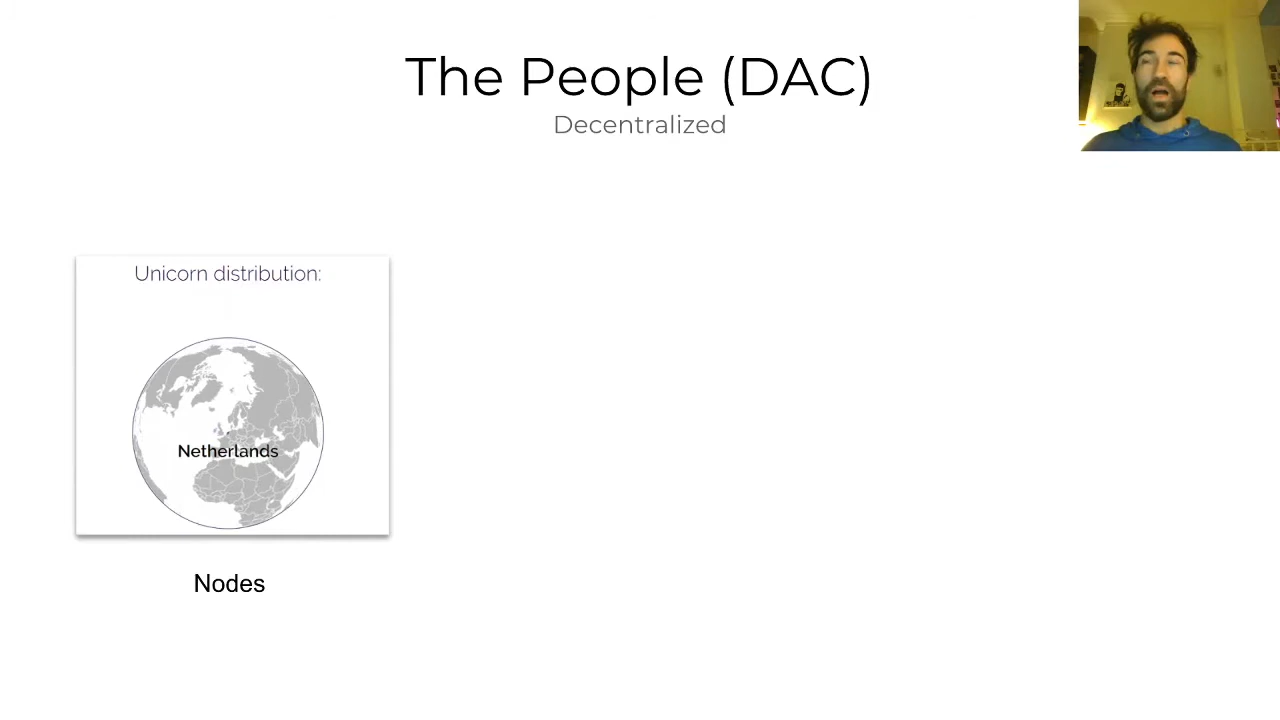 The People (DAC)
Decentralized
Unicorn distribution:
Netherlands
Nodes